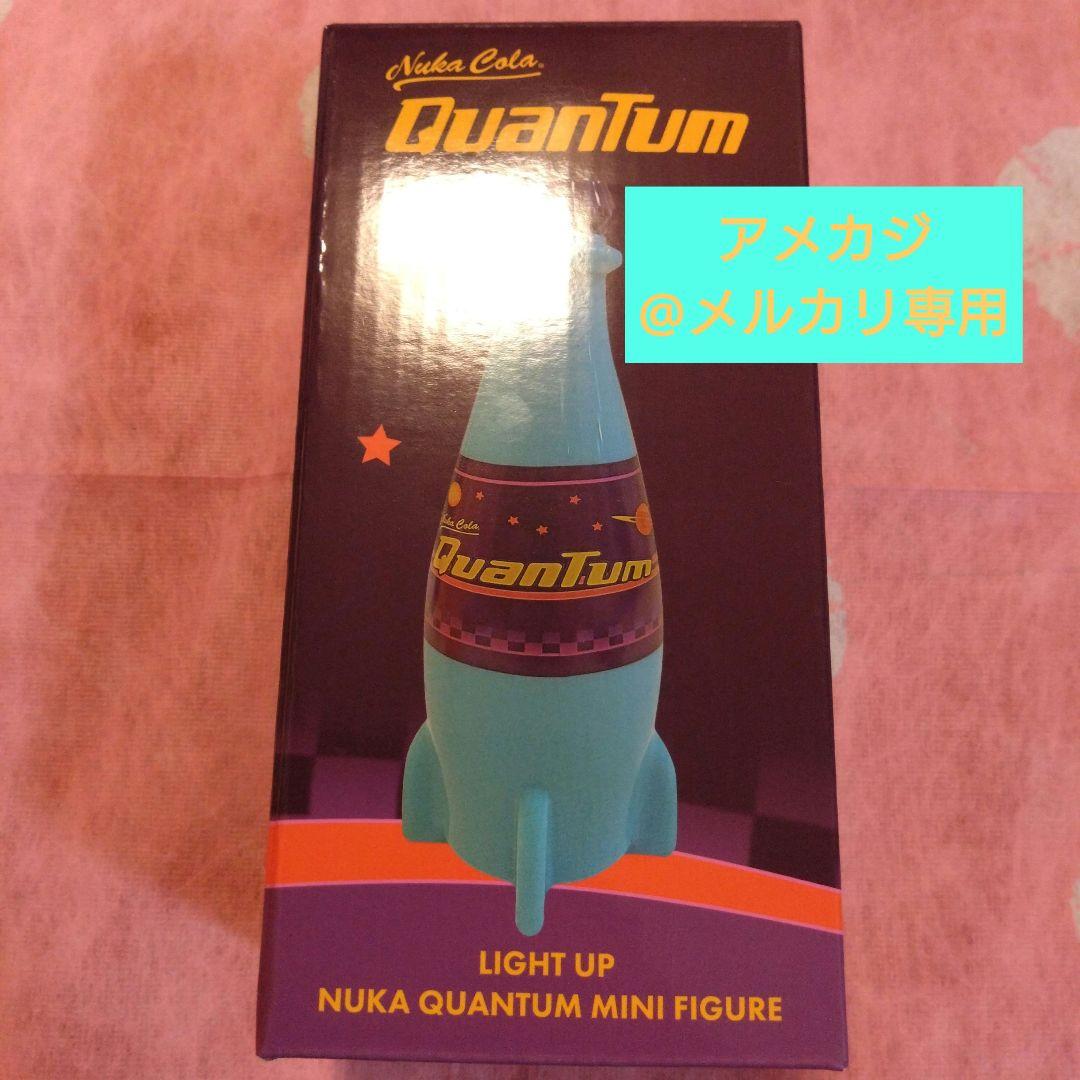 Nuka Cola®
QuanTum
アメカジ
@メルカリ専用
Nuka Cola
QuanTum
LIGHT UP
NUKA QUANTUM MINI FIGURE